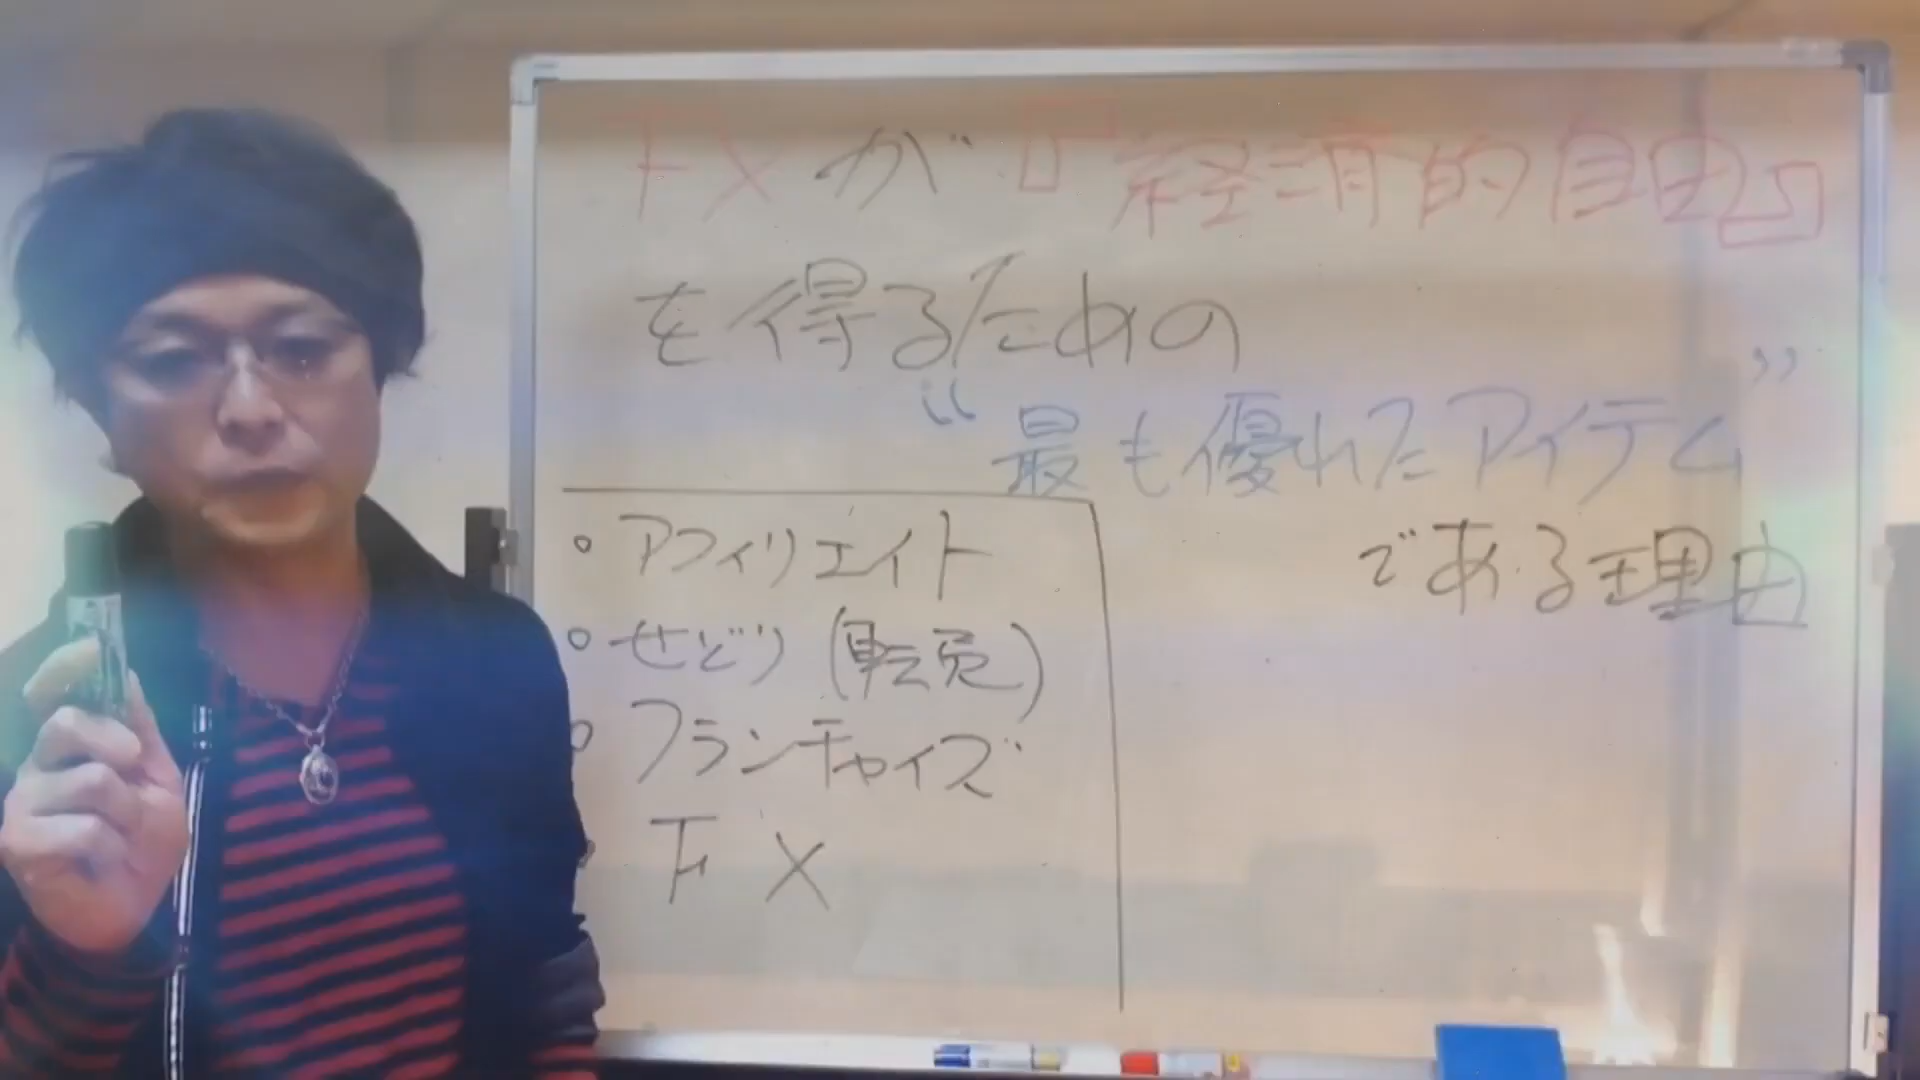 FXが『経済的自由』
を得るための
“最も優れたアイテム”
である理由
・アフィリエイト
・せどり(転売)
・フランチャイズ
・FX